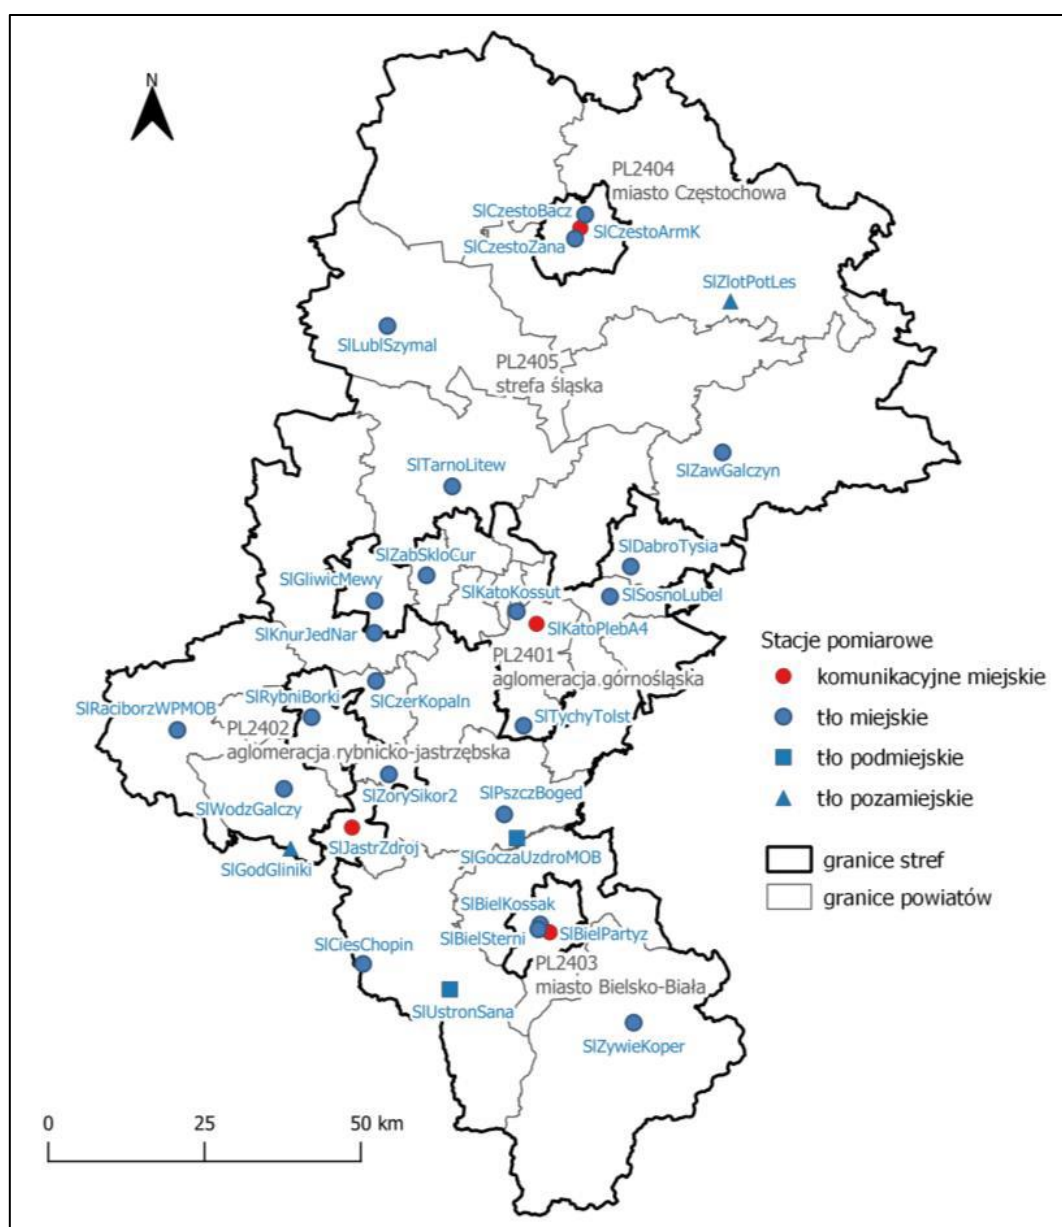 N
PL2404
miasto Częstochowa
SlCzestoBacz
SlCzestoArmK
SlCzestoZana
SlZlotPotLes
SlLublSzymal
PL2405
strefa śląska
SlZawGalczyn
SlTarnoLitew
SlDabroTysia
SlZabSkloCur
SlGliwicMewy
SlKatoKossut
SlSosnoLubel
SlKatoPlebA4
SlKnurJedNar
PL2401
aglomeracja górnośląska
SlCzerKopaln
SlRybniBorki
SlRaciborzWPMOB
PL2402
aglomeracja rybnicko-jastrzębska
SlTychyTolst
SlZorySikor2
SlPszczBoged
SlWodzGalczy
SlJastrZdroj
SlGodGliniki
SlGoczaUzdroMOB
SlBielKossak
SlBielSterni
SlBielPartyz
PL2403
miasto Bielsko-Biała
SlCiesChopin
SlUstronSana
SlZywieKoper
Stacje pomiarowe
komunikacyjne miejskie
tło miejskie
tło podmiejskie
tło pozamiejskie
granice stref
granice powiatów
0 25 50 km